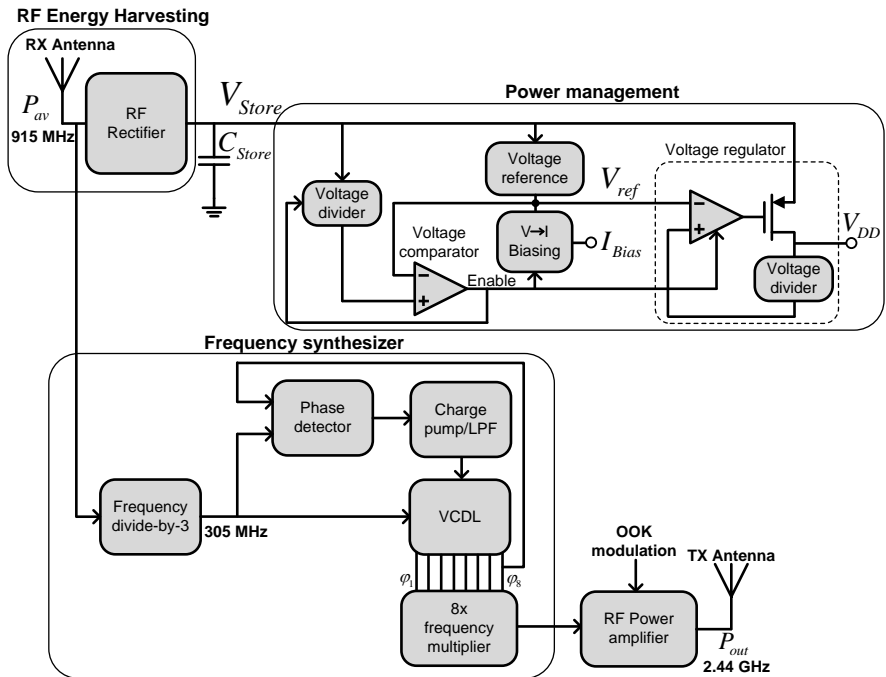 RF Energy Harvesting
RX Antenna
P_av
915 MHz
RF
Rectifier
V_Store
C_Store
Power management
Voltage
divider
Voltage
comparator
−
+
Enable
Voltage
reference
V_ref
V→I
Biasing
I_Bias
Voltage regulator
−
+
V_DD
Voltage
divider
Frequency synthesizer
Phase
detector
Charge
pump/LPF
Frequency
divide-by-3
305 MHz
VCDL
φ_1
φ_8
8x
frequency
multiplier
OOK
modulation
RF Power
amplifier
TX Antenna
P_out
2.44 GHz